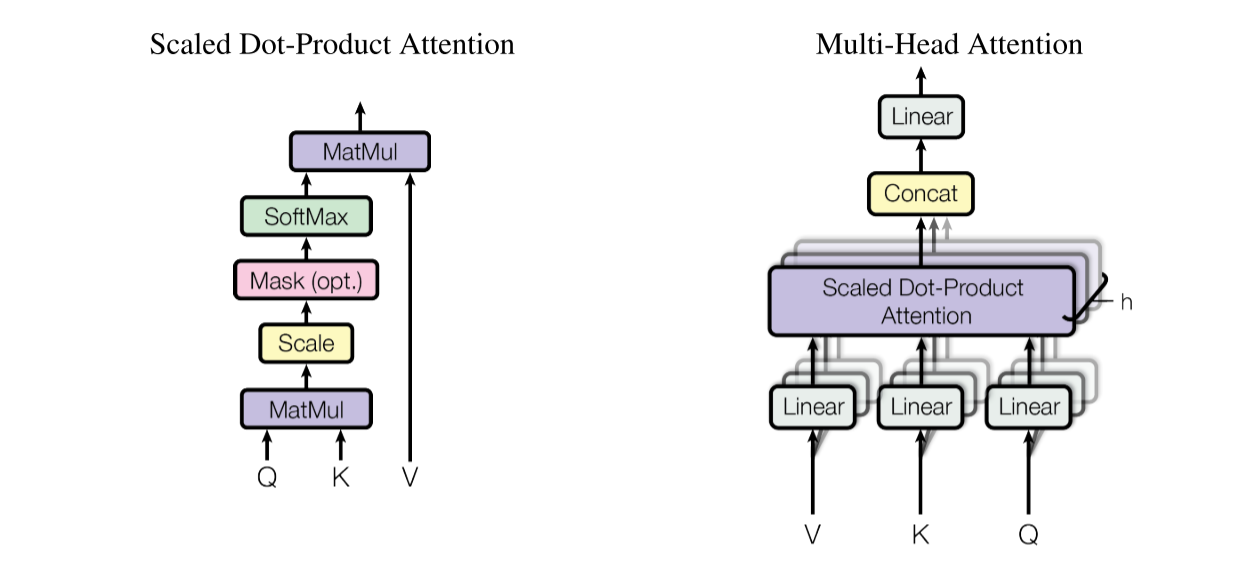 Scaled Dot-Product Attention
MatMul
SoftMax
Mask (opt.)
Scale
MatMul
Q K V
Multi-Head Attention
Linear
Concat
Scaled Dot-Product
Attention
h
Linear Linear Linear
V K Q